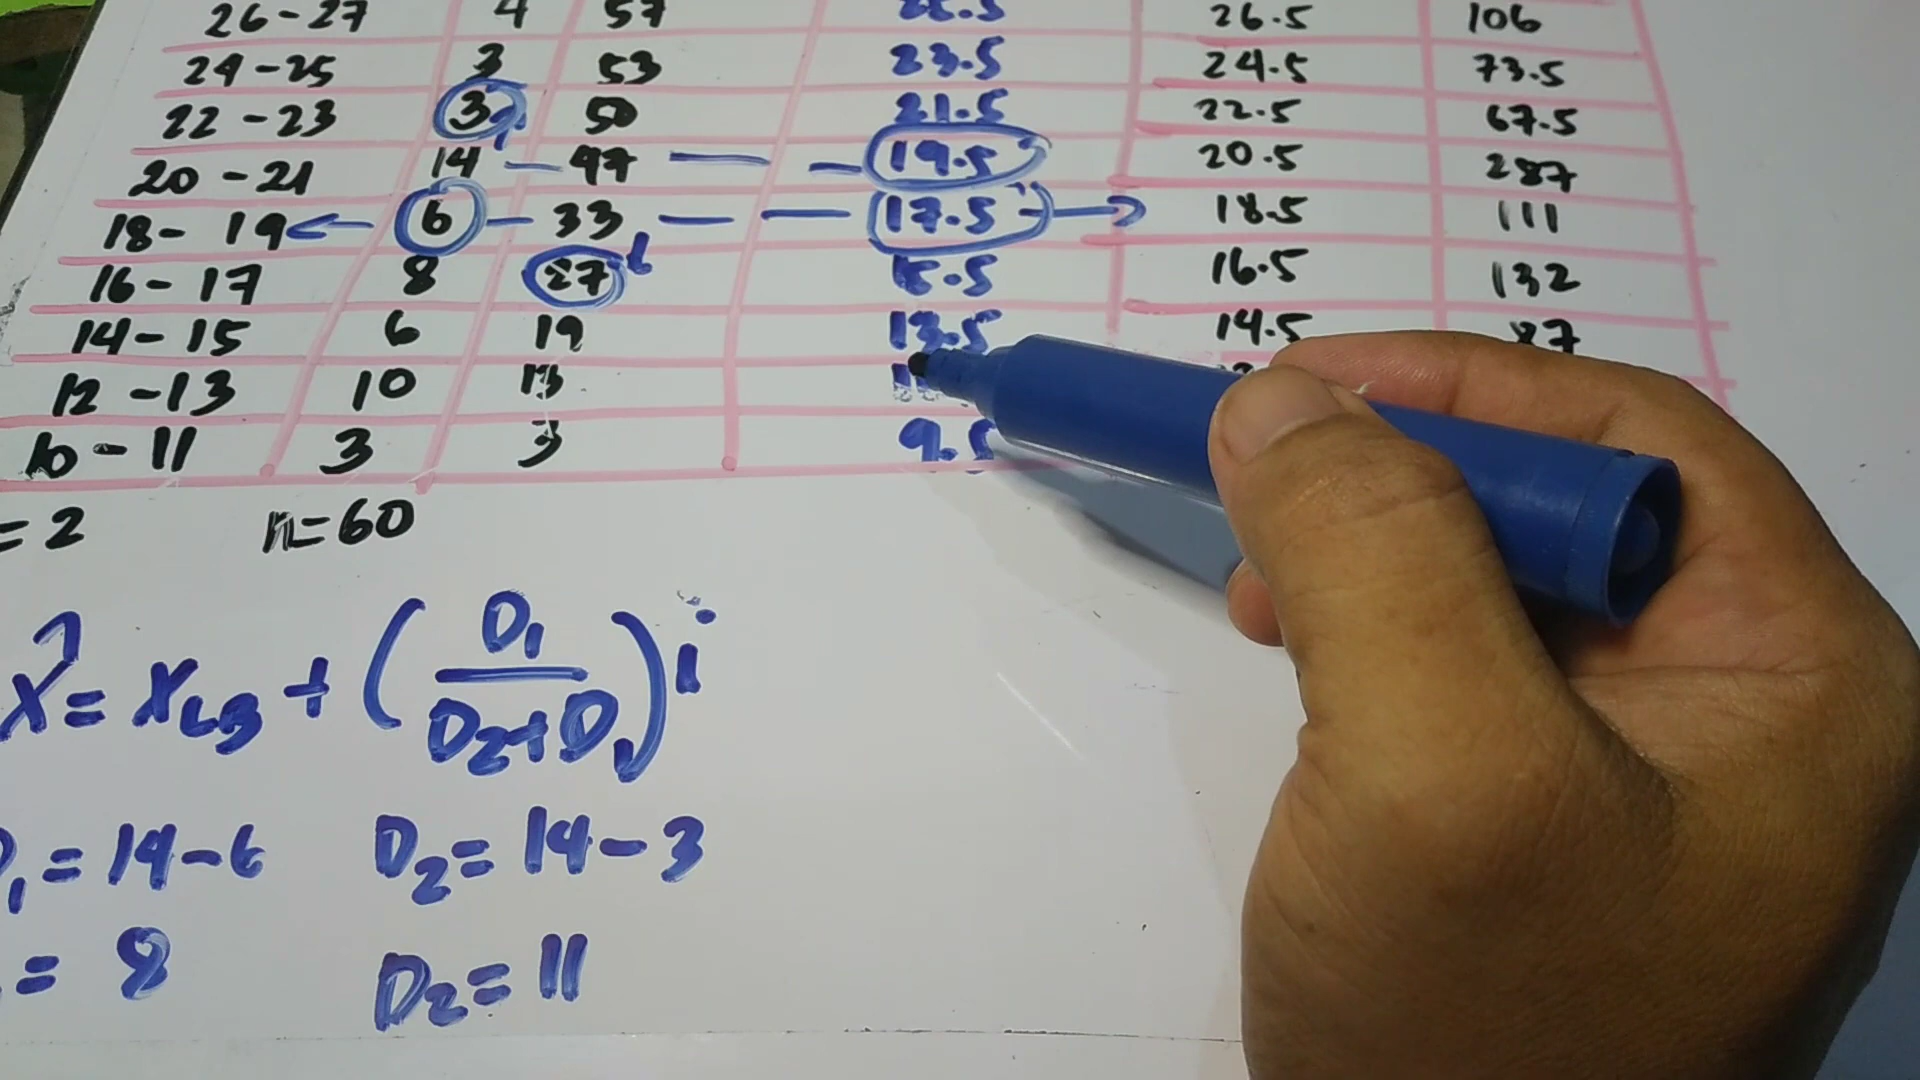 26-27 4 57 26.5 106
24-25 3 53 23.5 24.5 73.5
22-23 3 50 21.5 22.5 67.5
20-21 14 47 19.5 20.5 287
18-19 6 33 17.5 18.5 111
16-17 8 27 15.5 16.5 132
14-15 6 19 13.5 14.5 87
12-13 10 13
10-11 3 3 9.5
=2 n=60
x̂ = XLB + (D1 / D2+D1) i
D1 = 14-6 D2 = 14-3
= 8 D2 = 11